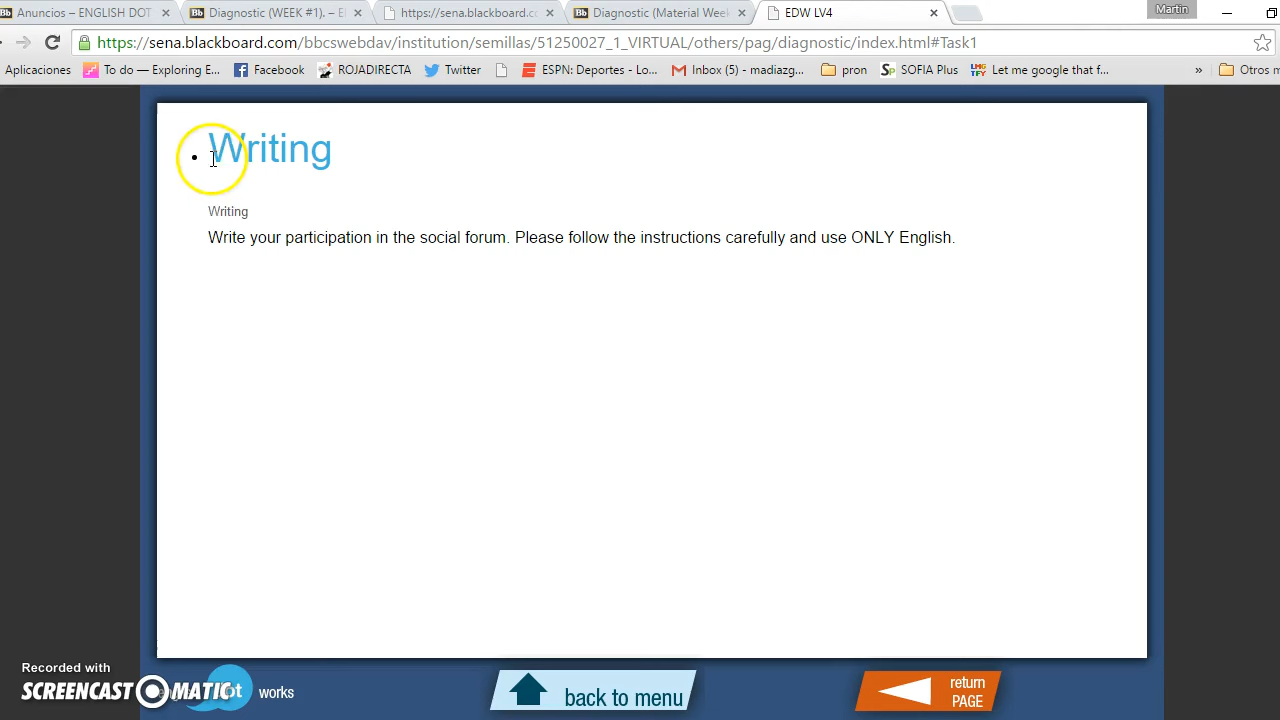 Anuncios – ENGLISH DOT
Diagnostic (WEEK #1). – E
https://sena.blackboard.co
Diagnostic (Material Week
EDW LV4
Martin
https://sena.blackboard.com/bbcswebdav/institution/semillas/51250027_1_VIRTUAL/others/pag/diagnostic/index.html#Task1
Aplicaciones
To do — Exploring E...
Facebook
ROJADIRECTA
Twitter
ESPN: Deportes - Lo...
Inbox (5) - madiazg...
pron
SOFIA Plus
Let me google that f...
»
Otros m
Writing
Writing
Write your participation in the social forum. Please follow the instructions carefully and use ONLY English.
Recorded with
SCREENCAST MATIC
works
back to menu
return
PAGE